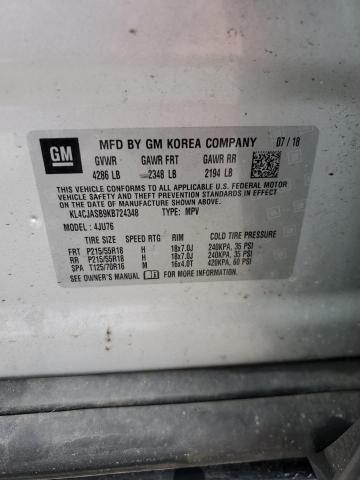 GM
MFD BY GM KOREA COMPANY 07/18
GVWR GAWR FRT GAWR RR
4286 LB 2348 LB 2194 LB
THIS VEHICLE CONFORMS TO ALL APPLICABLE U.S. FEDERAL MOTOR
VEHICLE SAFETY, BUMPER, AND THEFT PREVENTION STANDARDS
IN EFFECT ON THE DATE OF MANUFACTURE SHOWN ABOVE.
KL4CJASB9KB724348 TYPE: MPV
MODEL: 4JU76
TIRE SIZE SPEED RTG RIM COLD TIRE PRESSURE
FRT P215/55R18 H 18x7.0J 240KPA, 35 PSI
RR P215/55R18 H 18x7.0J 240KPA, 35 PSI
SPA T125/70R16 M 16x4.0T 420KPA, 60 PSI
SEE OWNER'S MANUAL FOR MORE INFORMATION.